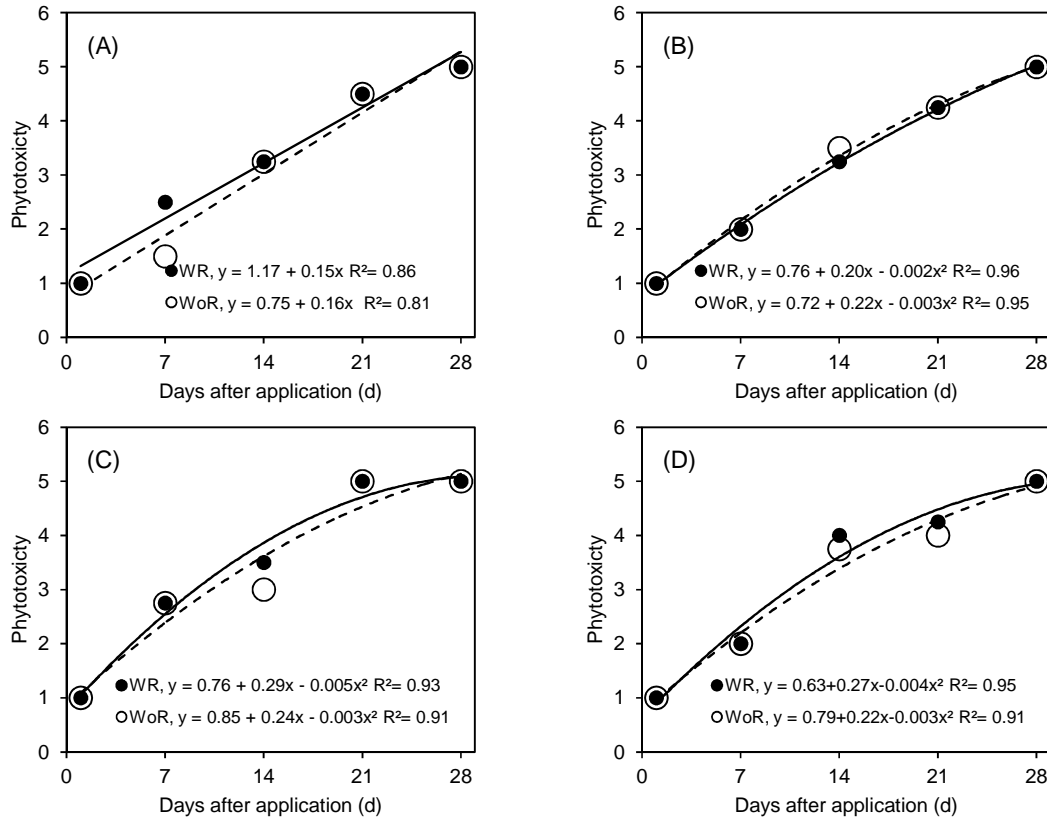 (A)
6
5
4
3
2
1
0
Phytotoxicty
WR, y = 1.17 + 0.15x R²= 0.86
WoR, y = 0.75 + 0.16x R²= 0.81
0 7 14 21 28
Days after application (d)
(B)
6
5
4
3
2
1
0
Phytotoxicty
WR, y = 0.76 + 0.20x - 0.002x² R²= 0.96
WoR, y = 0.72 + 0.22x - 0.003x² R²= 0.95
0 7 14 21 28
Days after application (d)
(C)
6
5
4
3
2
1
0
Phytotoxicty
WR, y = 0.76 + 0.29x - 0.005x² R²= 0.93
WoR, y = 0.85 + 0.24x - 0.003x² R²= 0.91
0 7 14 21 28
Days after application (d)
(D)
6
5
4
3
2
1
0
Phytotoxicty
WR, y = 0.63+0.27x-0.004x² R²= 0.95
WoR, y = 0.79+0.22x-0.003x² R²= 0.91
0 7 14 21 28
Days after application (d)